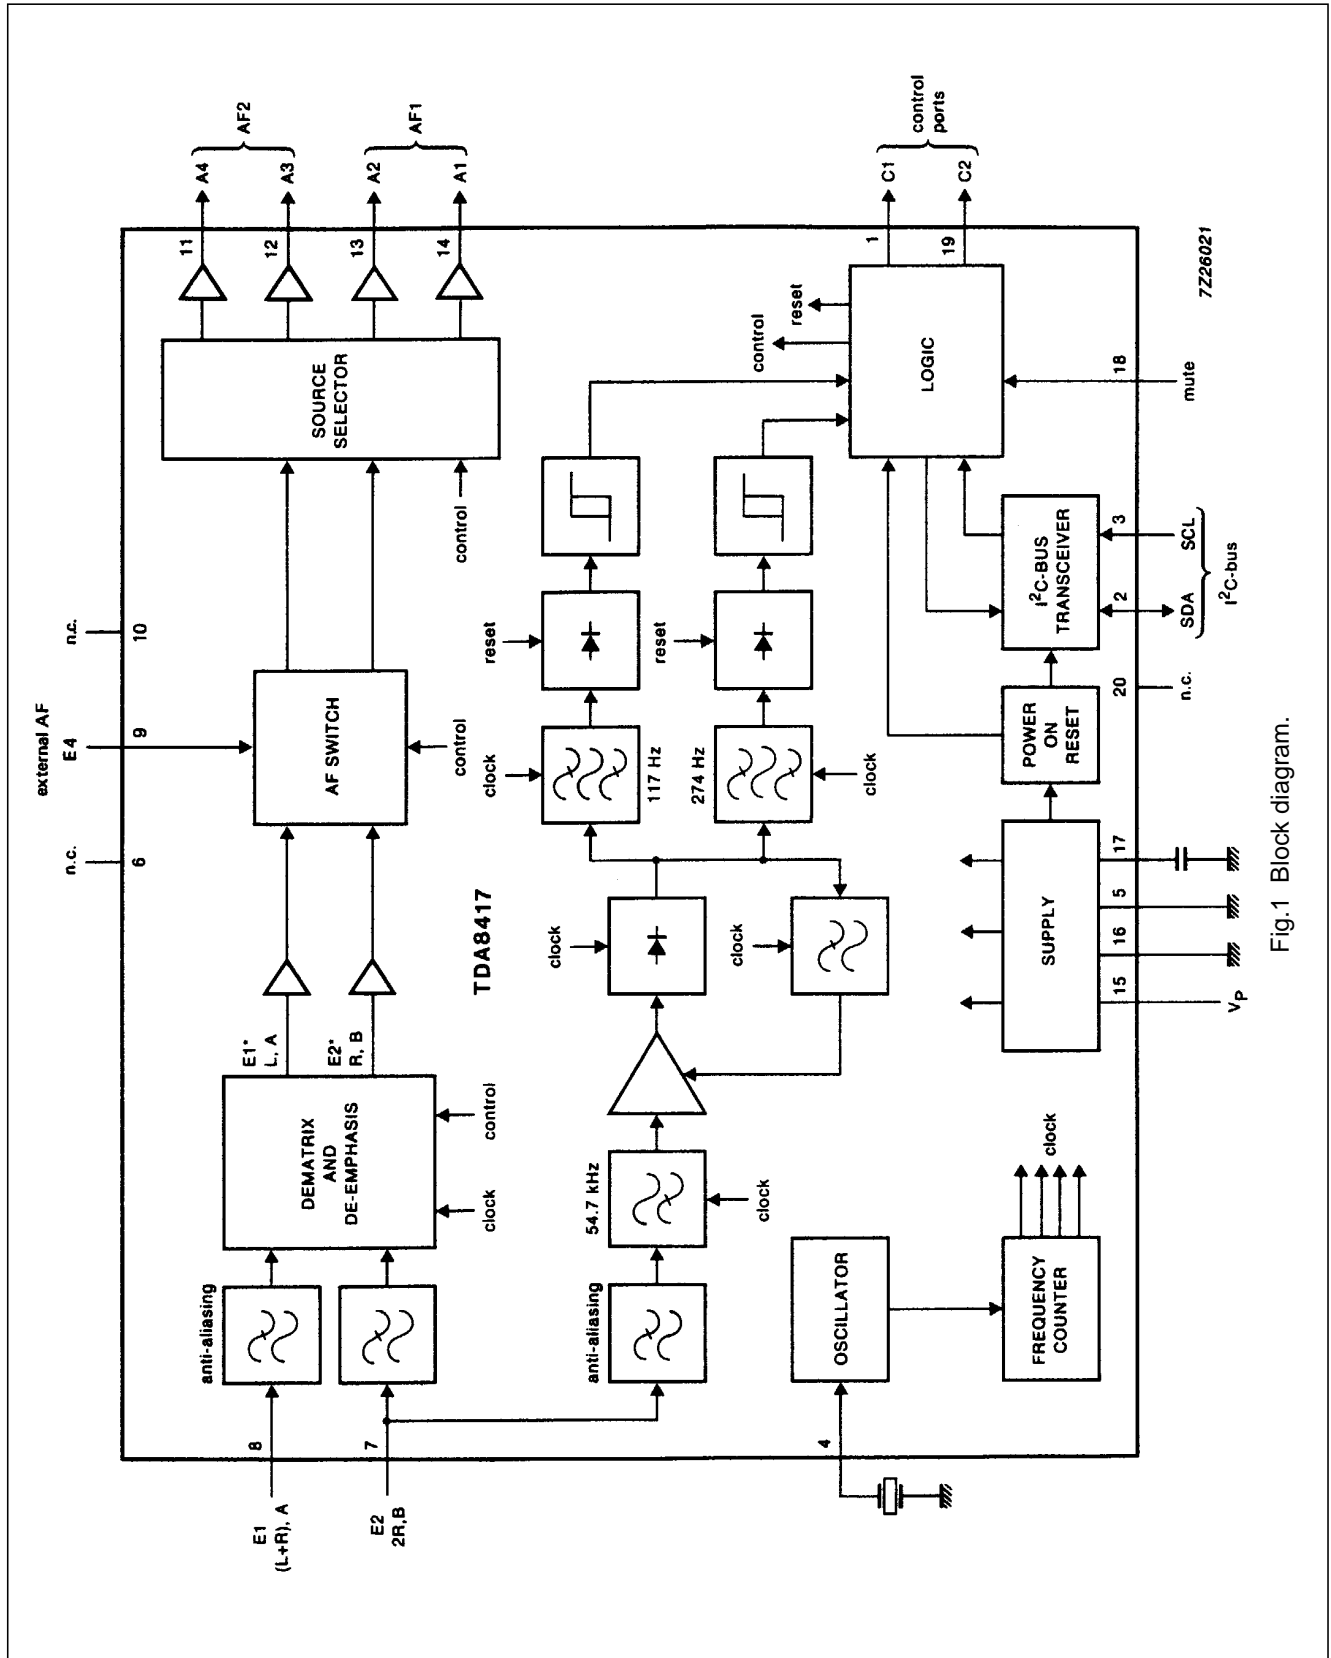 external AF
n.c.
E4
n.c.
6
9
10
E1
(L+R), A
8
anti-aliasing
DEMATRIX
AND
DE-EMPHASIS
clock
control
E1*
L, A
E2*
R, B
AF SWITCH
control
SOURCE
SELECTOR
control
11
A4
12
A3
AF2
13
A2
14
A1
AF1
E2
2R,B
7
TDA8417
anti-aliasing
54.7 kHz
clock
clock
clock
clock
117 Hz
reset
274 Hz
clock
reset
control
reset
LOGIC
1
C1
19
C2
control
ports
4
OSCILLATOR
FREQUENCY
COUNTER
clock
SUPPLY
POWER
ON
RESET
I²C-BUS
TRANSCEIVER
15
16
5
17
20
2
3
18
VP
n.c.
SDA
SCL
mute
I²C-bus
7Z26021
Fig.1 Block diagram.